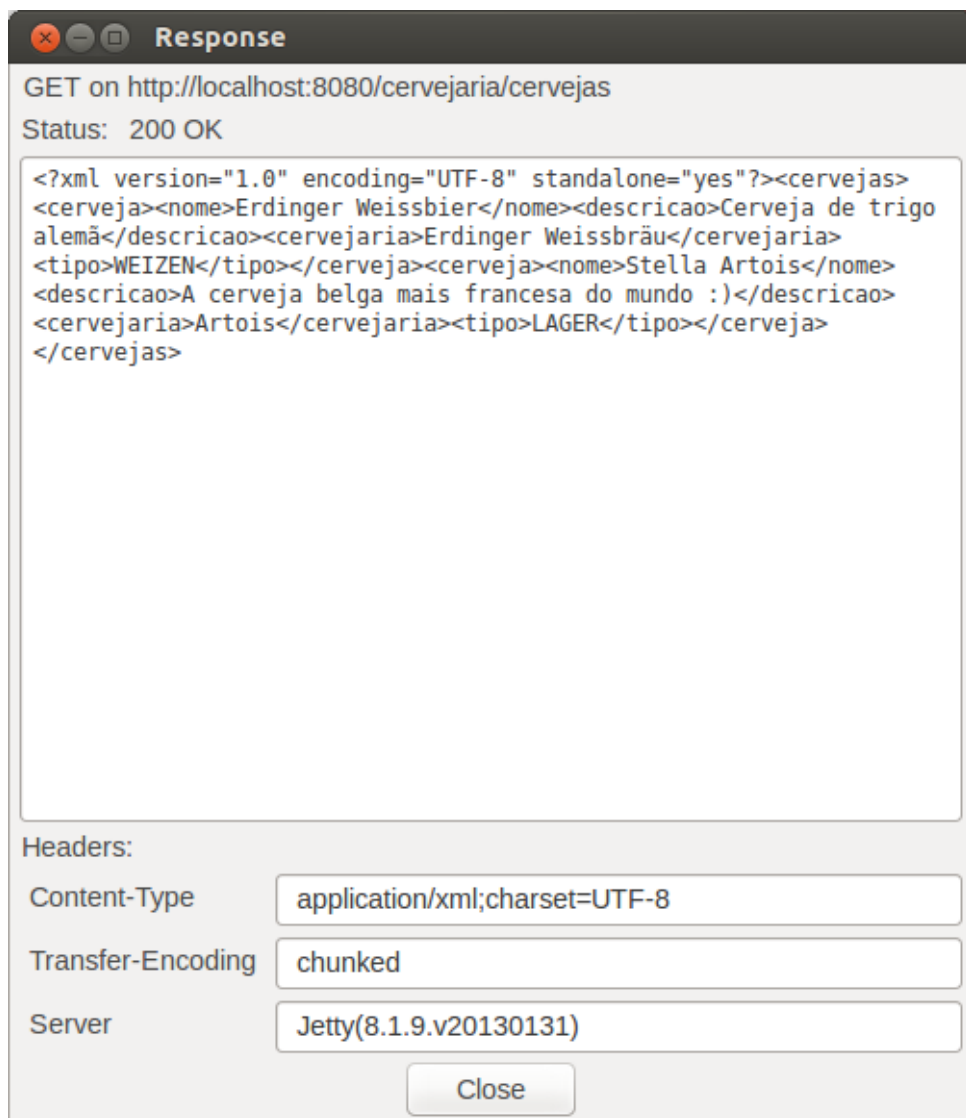 Response
GET on http://localhost:8080/cervejaria/cervejas
Status: 200 OK
<?xml version="1.0" encoding="UTF-8" standalone="yes"?><cervejas>
<cerveja><nome>Erdinger Weissbier</nome><descricao>Cerveja de trigo
alemã</descricao><cervejaria>Erdinger Weissbräu</cervejaria>
<tipo>WEIZEN</tipo></cerveja><cerveja><nome>Stella Artois</nome>
<descricao>A cerveja belga mais francesa do mundo :)</descricao>
<cervejaria>Artois</cervejaria><tipo>LAGER</tipo></cerveja>
</cervejas>
Headers:
Content-Type application/xml;charset=UTF-8
Transfer-Encoding chunked
Server Jetty(8.1.9.v20130131)
Close